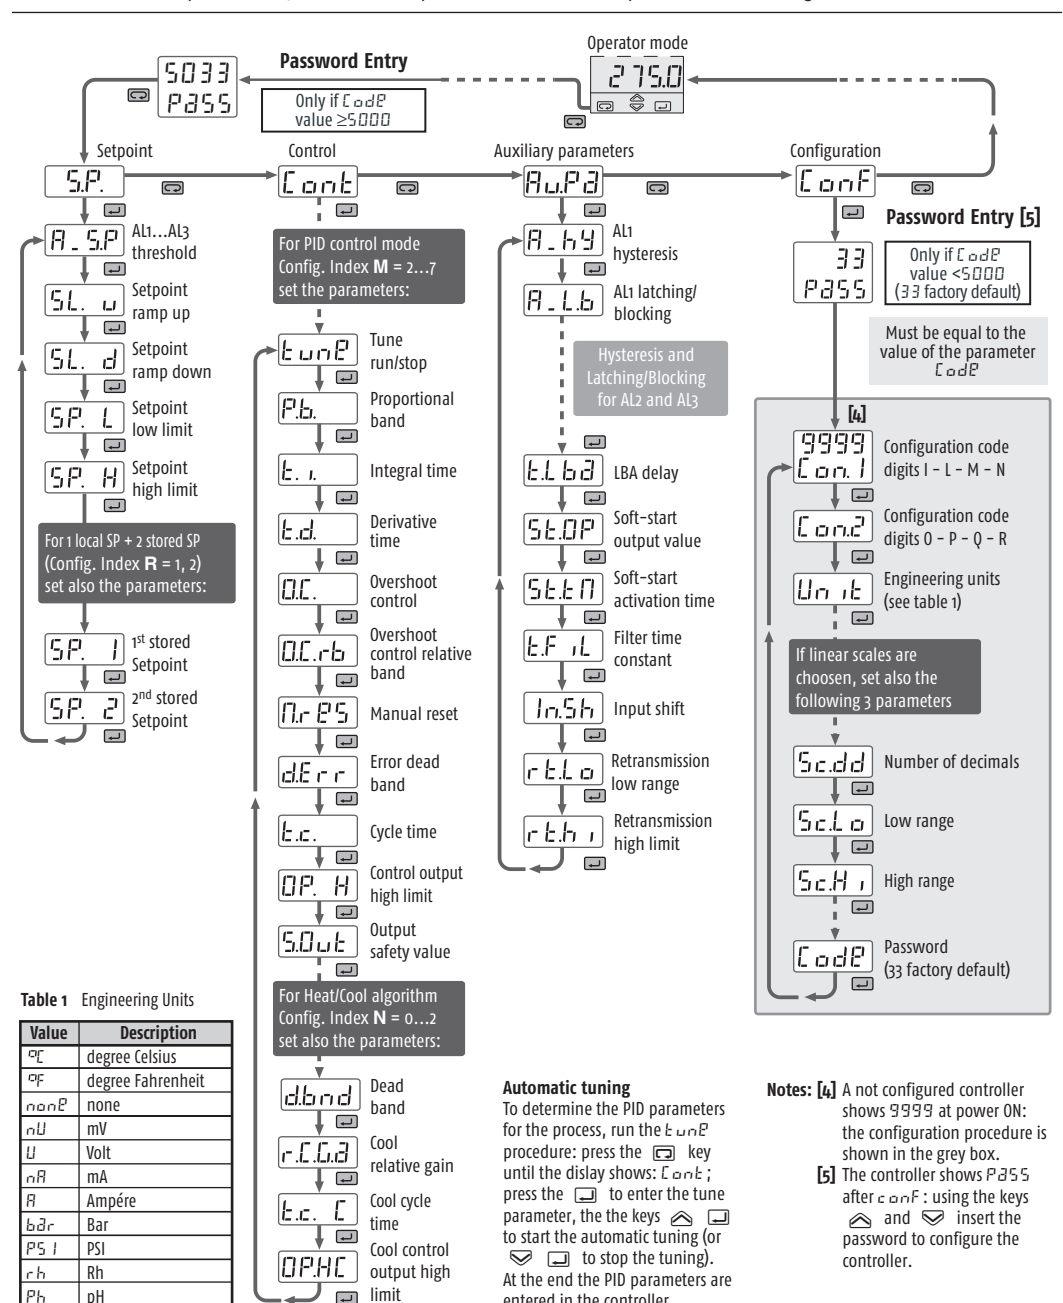 Operator mode
275.0
5033
PASS
Password Entry
Only if Code
value ≥5000
Setpoint
S.P.
A_S.P
AL1...AL3
threshold
SL. u
Setpoint
ramp up
SL. d
Setpoint
ramp down
SP. L
Setpoint
low limit
SP. H
Setpoint
high limit
For 1 local SP + 2 stored SP
(Config. Index R = 1, 2)
set also the parameters:
SP. 1
1st stored
Setpoint
SP. 2
2nd stored
Setpoint
Control
Cont
For PID control mode
Config. Index M = 2...7
set the parameters:
tunE
Tune
run/stop
P.b.
Proportional
band
t.i.
Integral time
t.d.
Derivative
time
O.C.
Overshoot
control
O.C.rb
Overshoot
control relative
band
M.rES
Manual reset
d.Err
Error dead
band
t.c.
Cycle time
OP. H
Control output
high limit
S.Out
Output
safety value
For Heat/Cool algorithm
Config. Index N = 0...2
set also the parameters:
d.bnd
Dead
band
r.C.G.a
Cool
relative gain
t.c. C
Cool cycle
time
OP.HC
Cool control
output high
limit
Auxiliary parameters
Au.Pa
A_hy
AL1
hysteresis
A_L.b
AL1 latching/
blocking
Hysteresis and
Latching/Blocking
for AL2 and AL3
t.Lba
LBA delay
St.OP
Soft-start
output value
St.tM
Soft-start
activation time
t.FiL
Filter time
constant
In.Sh
Input shift
rt.Lo
Retransmission
low range
rt.hi
Retransmission
high limit
Configuration
ConF
Password Entry [5]
33
PASS
Only if Code
value <5000
(33 factory default)
Must be equal to the
value of the parameter
Code
[4]
9999
Con.1
Configuration code
digits I - L - M - N
Con.2
Configuration code
digits O - P - Q - R
Unit
Engineering units
(see table 1)
If linear scales are
choosen, set also the
following 3 parameters
Sc.dd
Number of decimals
Sc.Lo
Low range
Sc.Hi
High range
Code
Password
(33 factory default)
Table 1 Engineering Units
Value Description
°C degree Celsius
°F degree Fahrenheit
nonE none
nU mV
U Volt
nA mA
A Ampére
bar Bar
PSI PSI
rh Rh
Ph pH
Automatic tuning
To determine the PID parameters
for the process, run the tunE
procedure: press the key
until the dislay shows: Cont;
press the to enter the tune
parameter, the the keys
to start the automatic tuning (or
to stop the tuning).
At the end the PID parameters are
entered in the controller
Notes: [4] A not configured controller
shows 9999 at power ON:
the configuration procedure is
shown in the grey box.
[5] The controller shows PASS
after conF: using the keys
and insert the
password to configure the
controller.